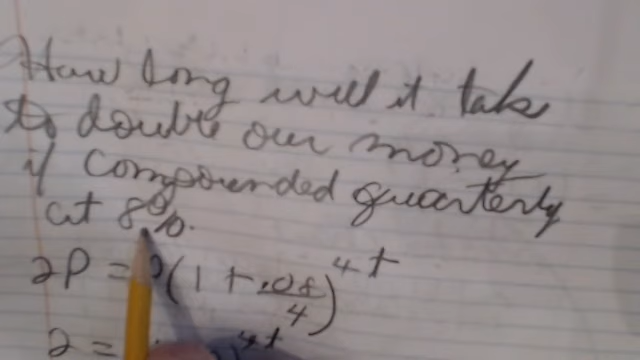 How long will it take
to double our money
if compounded quarterly
at 8%.
2P = P(1 + .08/4)^4t
2 = )^4t